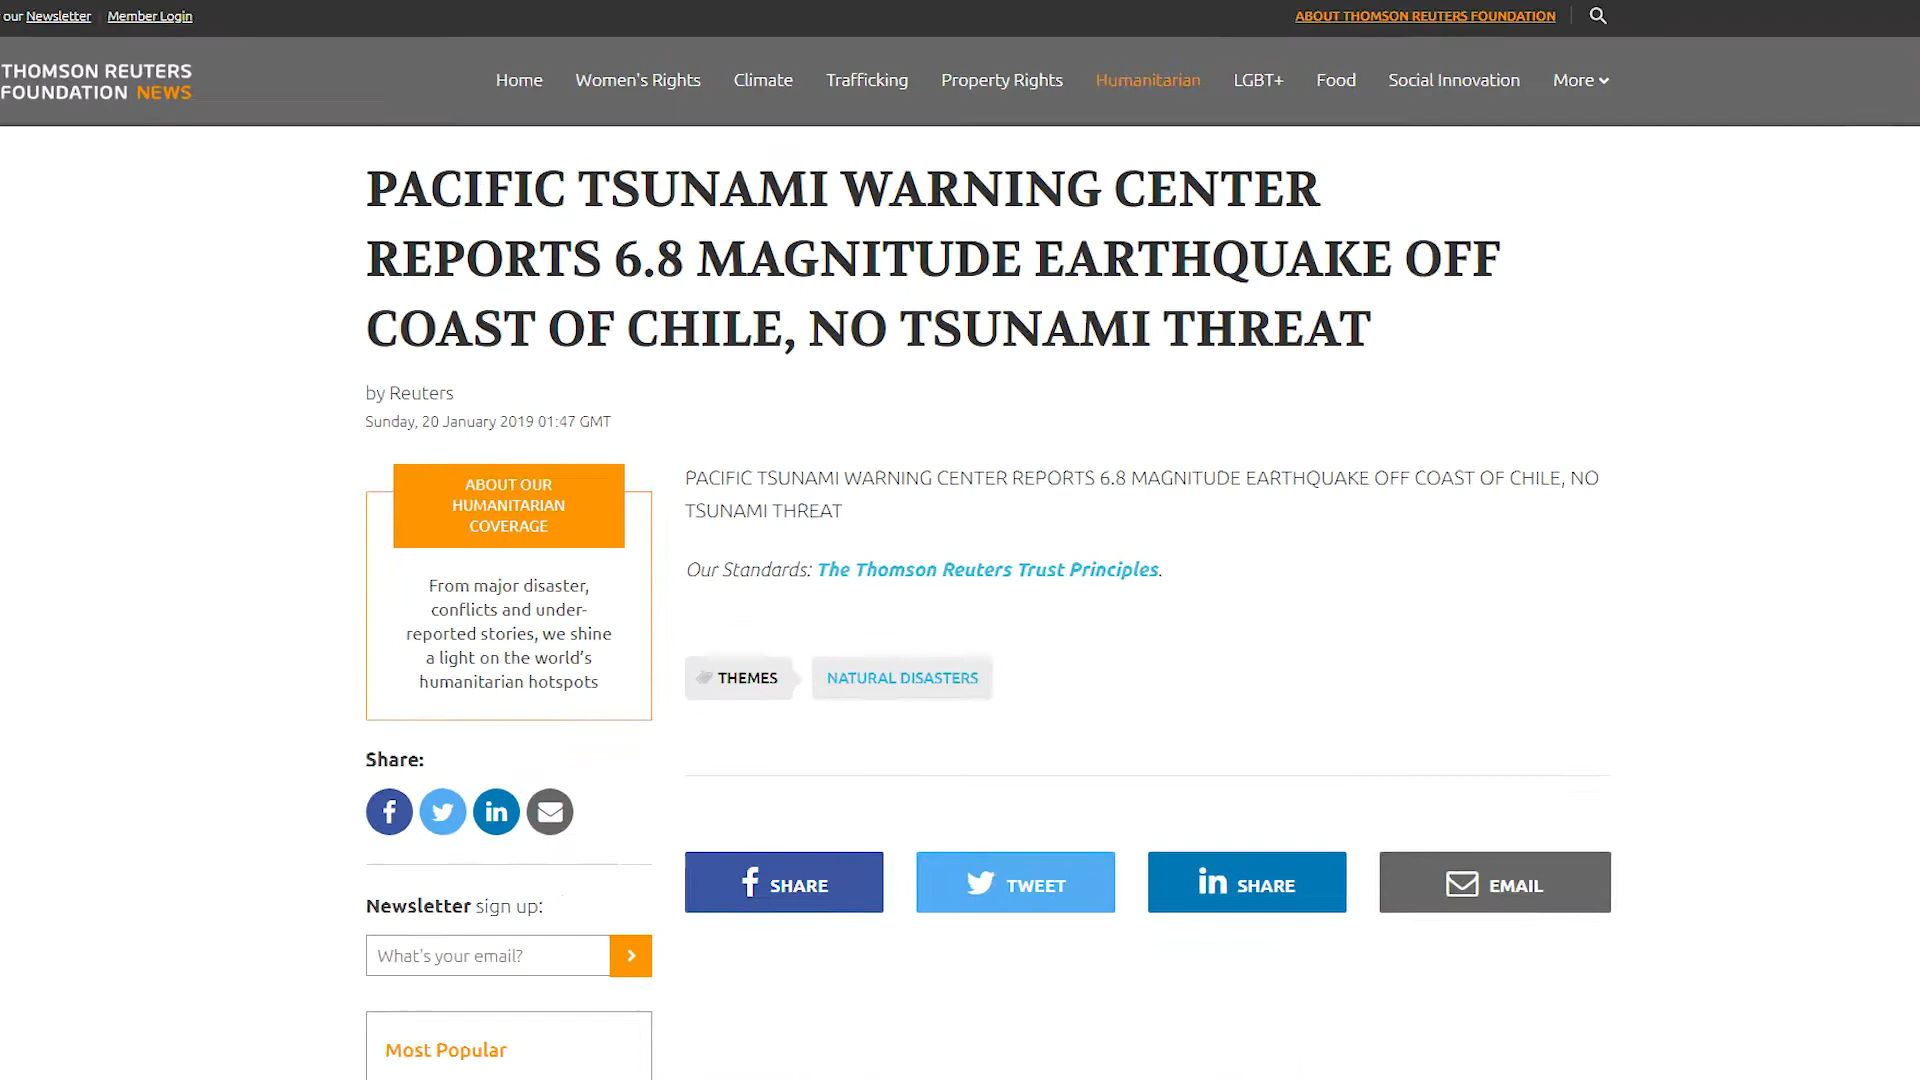 our Newsletter Member Login ABOUT THOMSON REUTERS FOUNDATION
THOMSON REUTERS
FOUNDATION NEWS
Home Women's Rights Climate Trafficking Property Rights Humanitarian LGBT+ Food Social Innovation More
PACIFIC TSUNAMI WARNING CENTER
REPORTS 6.8 MAGNITUDE EARTHQUAKE OFF
COAST OF CHILE, NO TSUNAMI THREAT
by Reuters
Sunday, 20 January 2019 01:47 GMT
ABOUT OUR
HUMANITARIAN
COVERAGE
From major disaster,
conflicts and under-
reported stories, we shine
a light on the world’s
humanitarian hotspots
PACIFIC TSUNAMI WARNING CENTER REPORTS 6.8 MAGNITUDE EARTHQUAKE OFF COAST OF CHILE, NO
TSUNAMI THREAT
Our Standards: The Thomson Reuters Trust Principles.
THEMES NATURAL DISASTERS
Share:
SHARE TWEET SHARE EMAIL
Newsletter sign up:
What's your email?
Most Popular